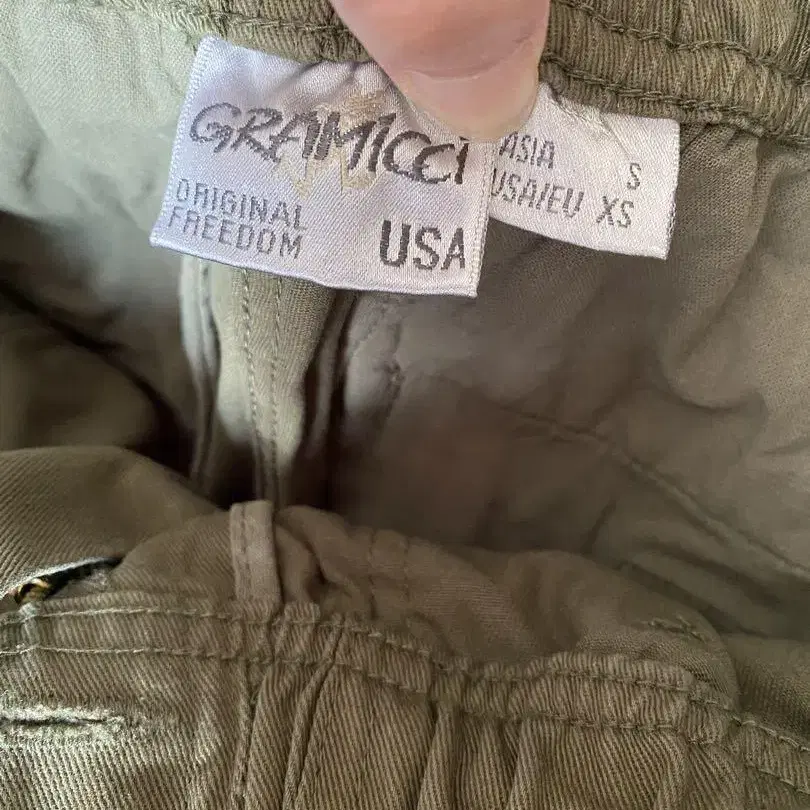 GRAMICCI
ORIGINAL
FREEDOM
USA
ASIA S
USA/EU XS